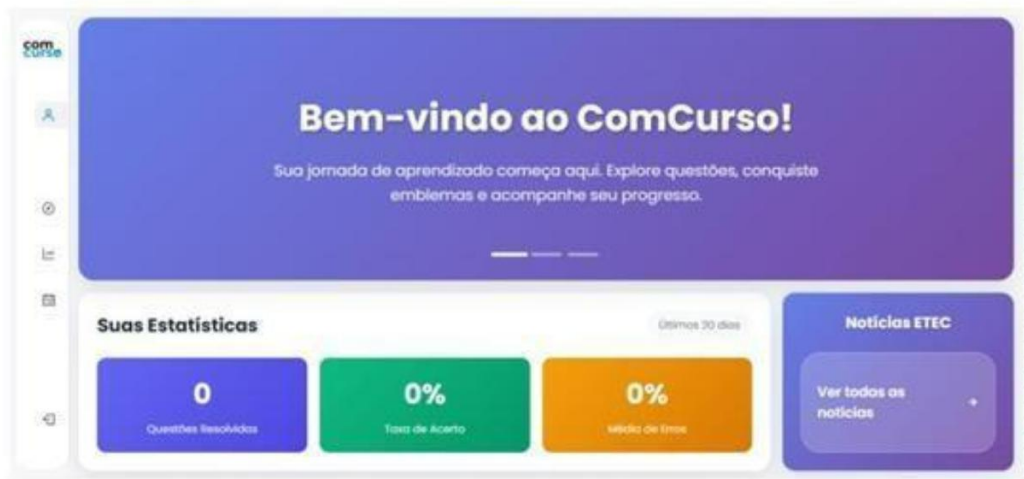 com
curso
Bem-vindo ao ComCurso!
Sua jornada de aprendizado começa aqui. Explore questões, conquiste
emblemas e acompanhe seu progresso.
Suas Estatísticas
Últimos 30 dias
0
Questões Resolvidas
0%
Taxa de Acerto
0%
Média de Erros
Notícias ETEC
Ver todas as
notícias